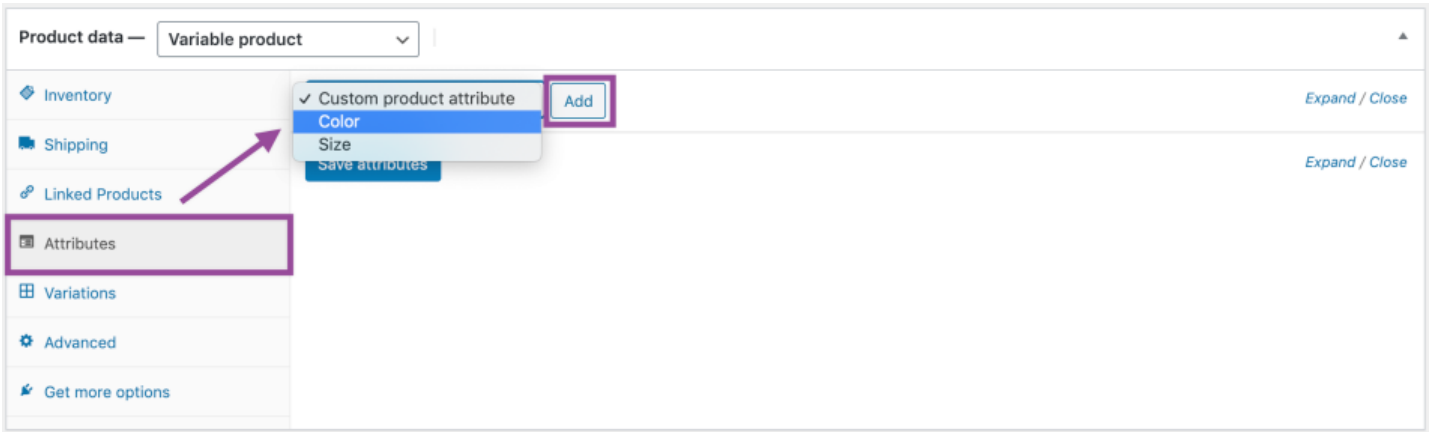 Product data — Variable product
Inventory
✓ Custom product attribute
Add
Expand / Close
Color
Size
Shipping
Save attributes
Expand / Close
Linked Products
Attributes
Variations
Advanced
Get more options